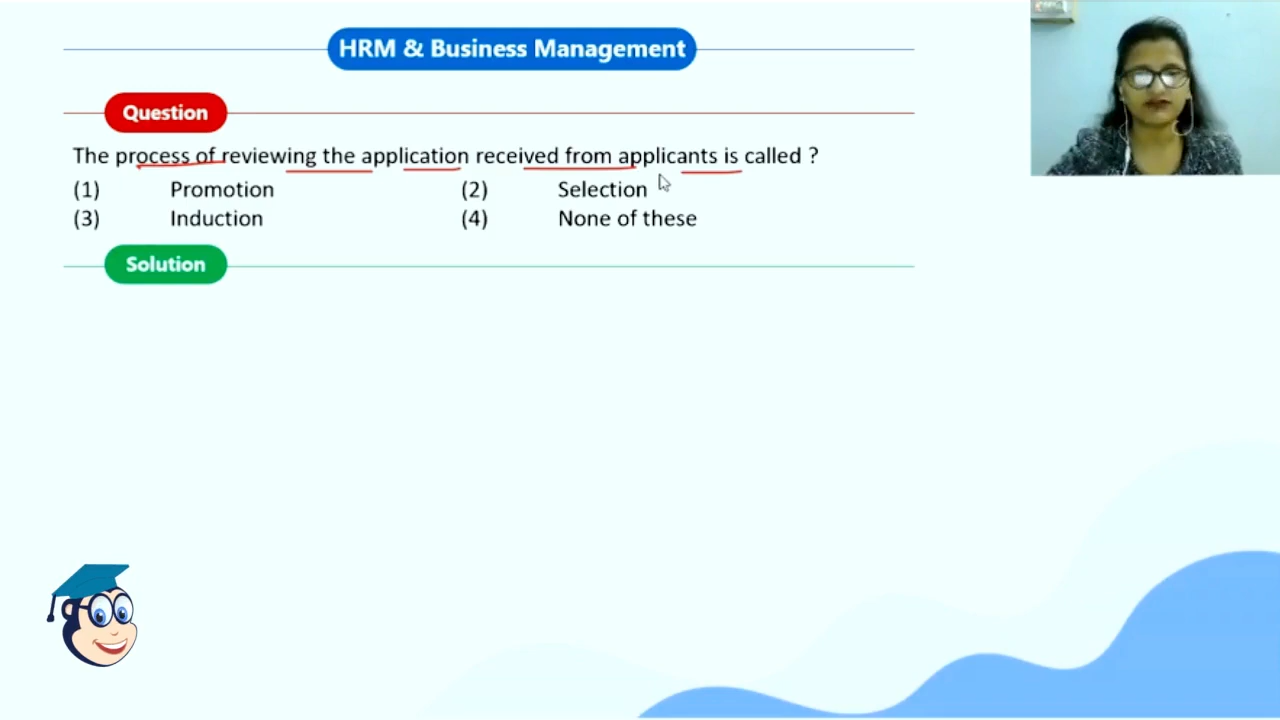 HRM & Business Management
Question
The process of reviewing the application received from applicants is called ?
(1) Promotion (2) Selection
(3) Induction (4) None of these
Solution